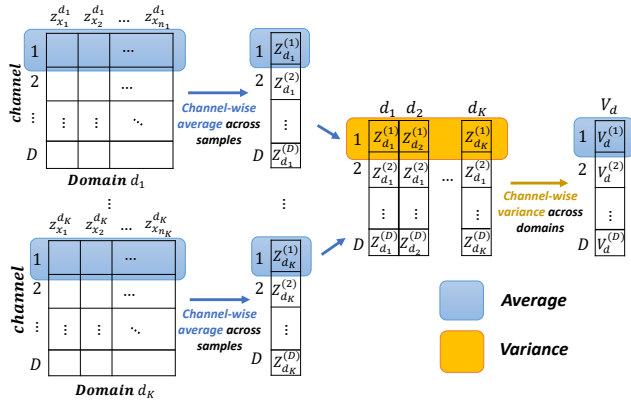 z_{x_1}^{d_1} z_{x_2}^{d_1} … z_{x_{n_1}}^{d_1}
channel
1 …
2 …
⋮ ⋮ ⋮ ⋱
D
Domain d_1
Channel-wise
average across
samples
1 Z_{d_1}^{(1)}
2 Z_{d_1}^{(2)}
⋮
D Z_{d_1}^{(D)}
⋮
⋮
z_{x_1}^{d_K} z_{x_2}^{d_K} … z_{x_{n_K}}^{d_K}
channel
1 …
2 …
⋮ ⋮ ⋮ ⋱
D
Domain d_K
Channel-wise
average across
samples
1 Z_{d_K}^{(1)}
2 Z_{d_K}^{(2)}
⋮
D Z_{d_K}^{(D)}
d_1 d_2 d_K
1 Z_{d_1}^{(1)} Z_{d_2}^{(1)} Z_{d_K}^{(1)}
2 Z_{d_1}^{(2)} Z_{d_1}^{(2)} … Z_{d_1}^{(2)}
⋮ ⋮ ⋮
D Z_{d_1}^{(D)} Z_{d_2}^{(D)} Z_{d_K}^{(D)}
Channel-wise
variance across
domains
V_d
1 V_d^{(1)}
2 V_d^{(2)}
⋮
D V_d^{(D)}
Average
Variance